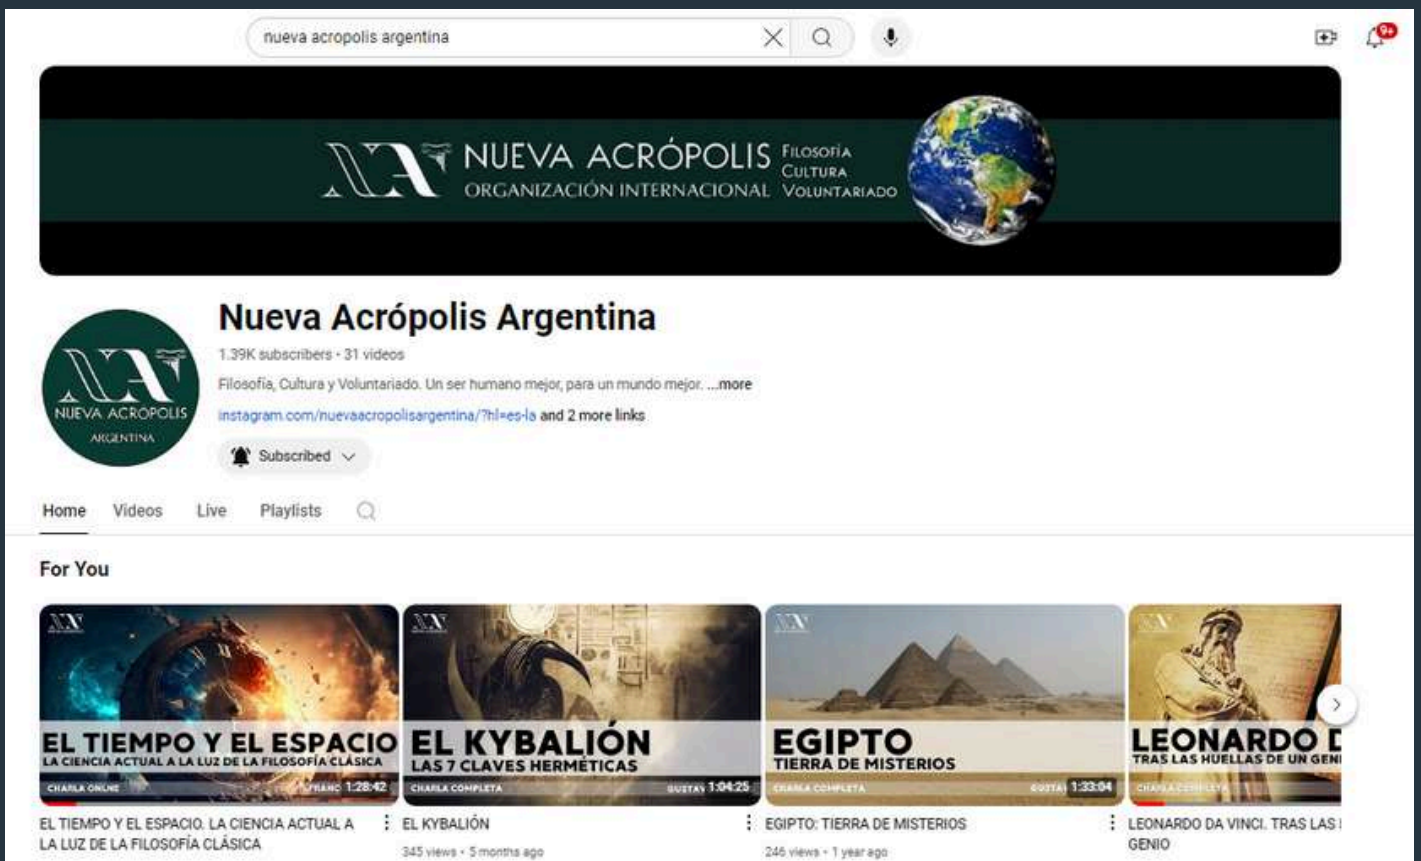 nueva acropolis argentina
9+
NUEVA ACRÓPOLIS
ORGANIZACIÓN INTERNACIONAL
FILOSOFÍA
CULTURA
VOLUNTARIADO
NUEVA ACRÓPOLIS
ARGENTINA
Nueva Acrópolis Argentina
1.39K subscribers • 31 videos
Filosofía, Cultura y Voluntariado. Un ser humano mejor, para un mundo mejor. ...more
instagram.com/nuevaacropolisargentina/?hl=es-la and 2 more links
Subscribed
Home Videos Live Playlists
For You
EL TIEMPO Y EL ESPACIO
LA CIENCIA ACTUAL A LA LUZ DE LA FILOSOFÍA CLÁSICA
CHARLA ONLINE
1:28:42
EL TIEMPO Y EL ESPACIO. LA CIENCIA ACTUAL A
LA LUZ DE LA FILOSOFÍA CLÁSICA
EL KYBALIÓN
LAS 7 CLAVES HERMÉTICAS
CHARLA COMPLETA
1:04:25
EL KYBALIÓN
345 views • 5 months ago
EGIPTO
TIERRA DE MISTERIOS
CHARLA COMPLETA
1:33:04
EGIPTO: TIERRA DE MISTERIOS
246 views • 1 year ago
LEONARDO D
TRAS LAS HUELLAS DE UN GENI
CHARLA COMPLETA
LEONARDO DA VINCI. TRAS LAS
GENIO